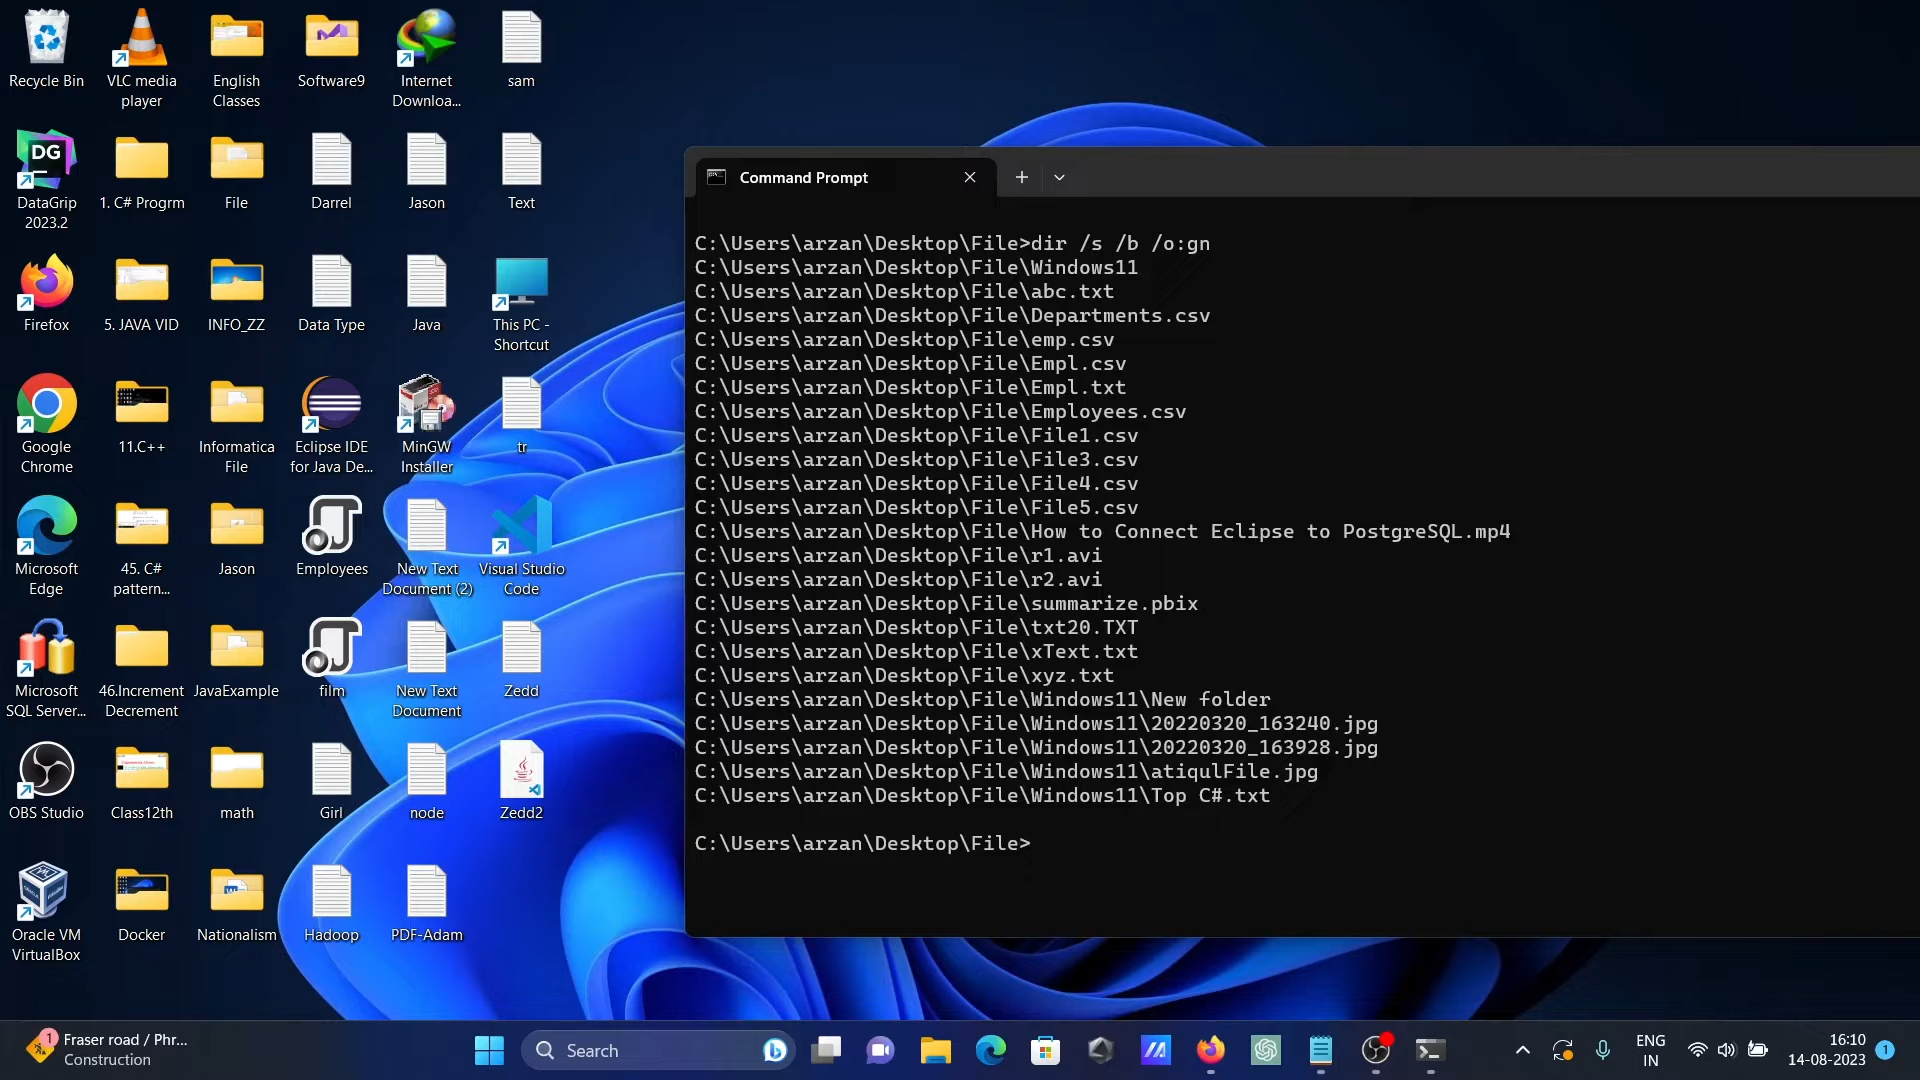 Recycle Bin
VLC media
player
English
Classes
Software9
Internet
Downloa...
sam
DG
DataGrip
2023.2
1. C# Progrm
File
Darrel
Jason
Text
Firefox
5. JAVA VID
INFO_ZZ
Data Type
Java
This PC -
Shortcut
Google
Chrome
11.C++
Informatica
File
Eclipse IDE
for Java De...
MinGW
Installer
tr
Microsoft
Edge
45. C#
pattern...
Jason
Employees
New Text
Document (2)
Visual Studio
Code
Microsoft
SQL Server...
46.Increment
Decrement
JavaExample
film
New Text
Document
Zedd
OBS Studio
Class12th
math
Girl
node
Zedd2
Oracle VM
VirtualBox
Docker
Nationalism
Hadoop
PDF-Adam
Command Prompt
C:\Users\arzan\Desktop\File>dir /s /b /o:gn
C:\Users\arzan\Desktop\File\Windows11
C:\Users\arzan\Desktop\File\abc.txt
C:\Users\arzan\Desktop\File\Departments.csv
C:\Users\arzan\Desktop\File\emp.csv
C:\Users\arzan\Desktop\File\Empl.csv
C:\Users\arzan\Desktop\File\Empl.txt
C:\Users\arzan\Desktop\File\Employees.csv
C:\Users\arzan\Desktop\File\File1.csv
C:\Users\arzan\Desktop\File\File3.csv
C:\Users\arzan\Desktop\File\File4.csv
C:\Users\arzan\Desktop\File\File5.csv
C:\Users\arzan\Desktop\File\How to Connect Eclipse to PostgreSQL.mp4
C:\Users\arzan\Desktop\File\r1.avi
C:\Users\arzan\Desktop\File\r2.avi
C:\Users\arzan\Desktop\File\summarize.pbix
C:\Users\arzan\Desktop\File\txt20.TXT
C:\Users\arzan\Desktop\File\xText.txt
C:\Users\arzan\Desktop\File\xyz.txt
C:\Users\arzan\Desktop\File\Windows11\New folder
C:\Users\arzan\Desktop\File\Windows11\20220320_163240.jpg
C:\Users\arzan\Desktop\File\Windows11\20220320_163928.jpg
C:\Users\arzan\Desktop\File\Windows11\atiqulFile.jpg
C:\Users\arzan\Desktop\File\Windows11\Top C#.txt
C:\Users\arzan\Desktop\File>
1
Fraser road / Phr...
Construction
Search
ENG
IN
16:10
14-08-2023
1